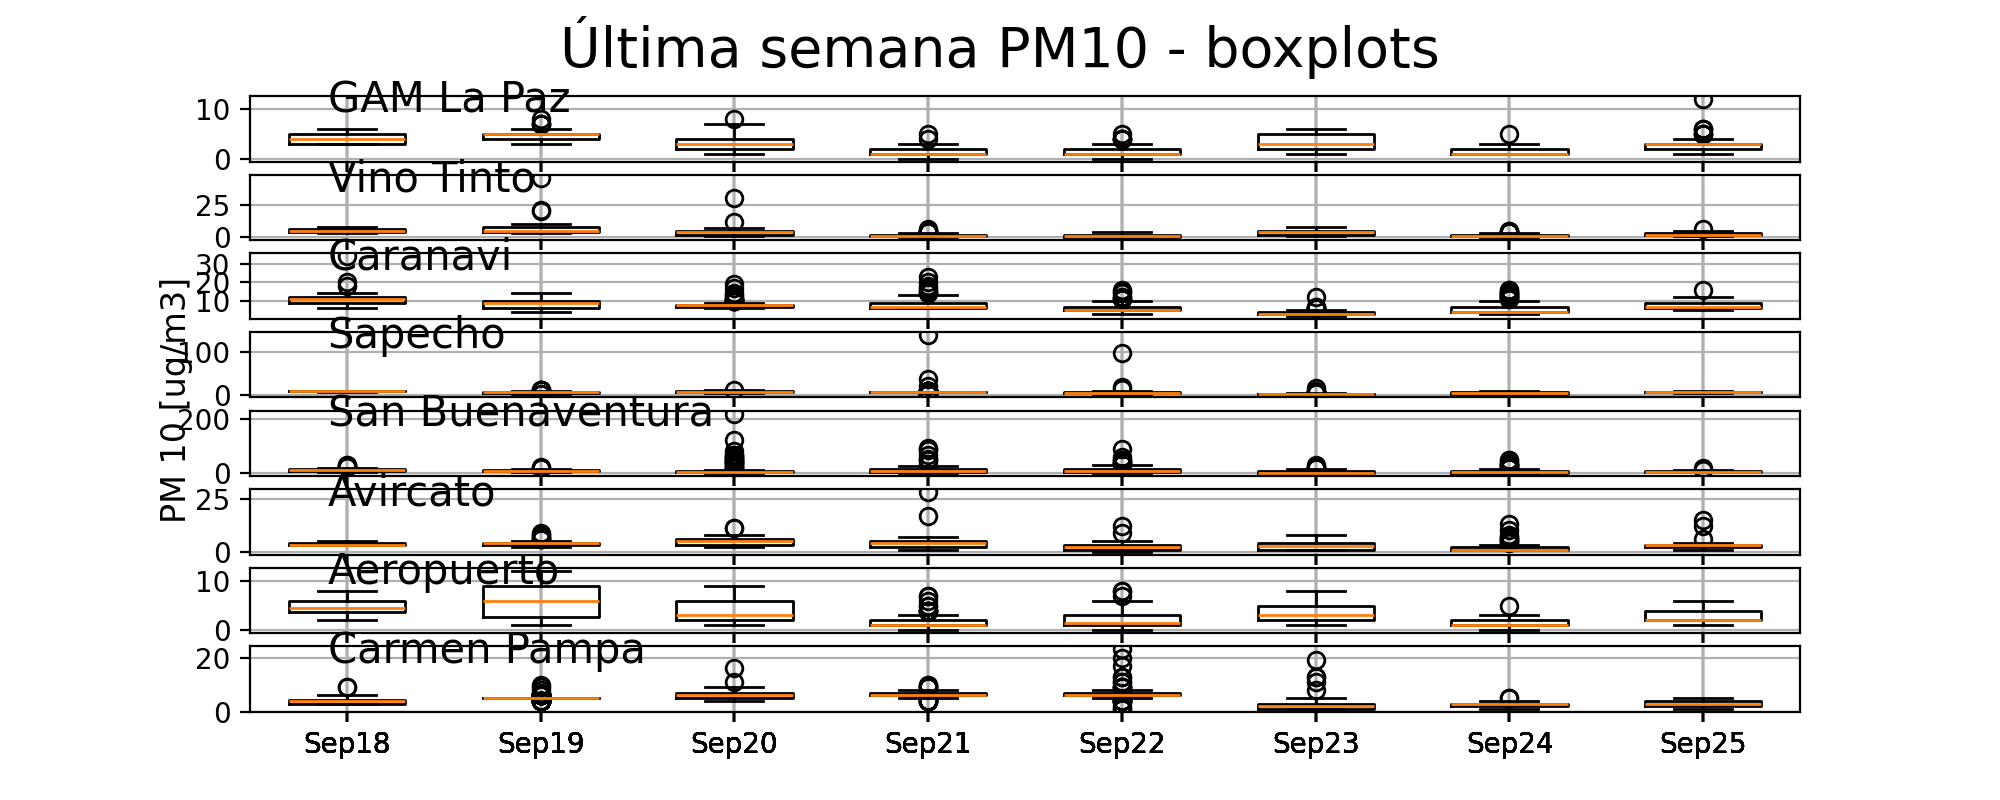 Última semana PM10 - boxplots
GAM La Paz
10
0
Vino Tinto
25
0
Caranavi
30
20
10
Sapecho
100
0
San Buenaventura
200
0
Avircato
25
0
Aeropuerto
10
0
Carmen Pampa
20
0
PM 10 [ug/m3]
Sep18 Sep19 Sep20 Sep21 Sep22 Sep23 Sep24 Sep25